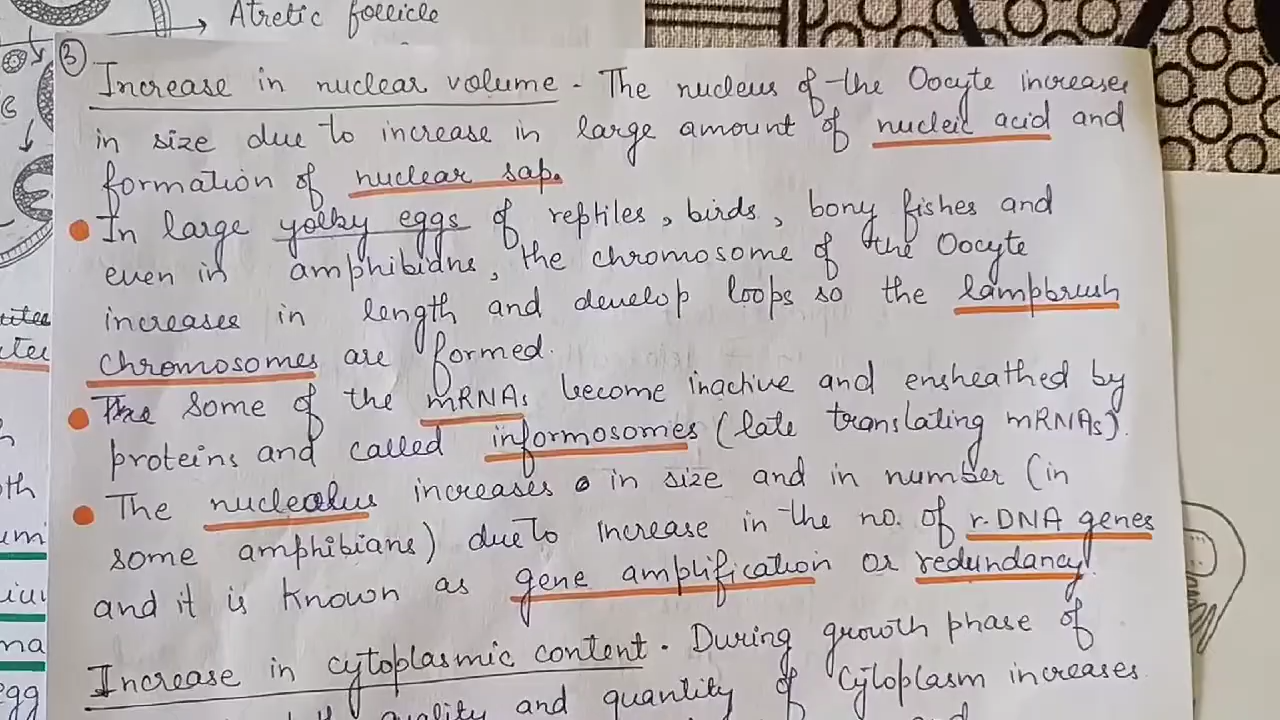 Atretic follicle
3
Increase in nuclear volume. The nucleus of the Oocyte increases
in size due to increase in large amount of nucleic acid and
formation of nuclear sap.
In large yolky eggs of reptiles, birds, bony fishes and
even in amphibians, the chromosome of the Oocyte
increases in length and develop loops so the lampbrush
chromosomes are formed.
some of the mRNAs become inactive and ensheathed by
proteins and called informosomes (late translating mRNAs).
The nucleolus increases in size and in number (in
some amphibians) due to increase in the no. of r-DNA genes
and it is known as gene amplification or redundancy.
Increase in cytoplasmic content. During growth phase of
quality and quantity of cytoplasm increases.
and
egg